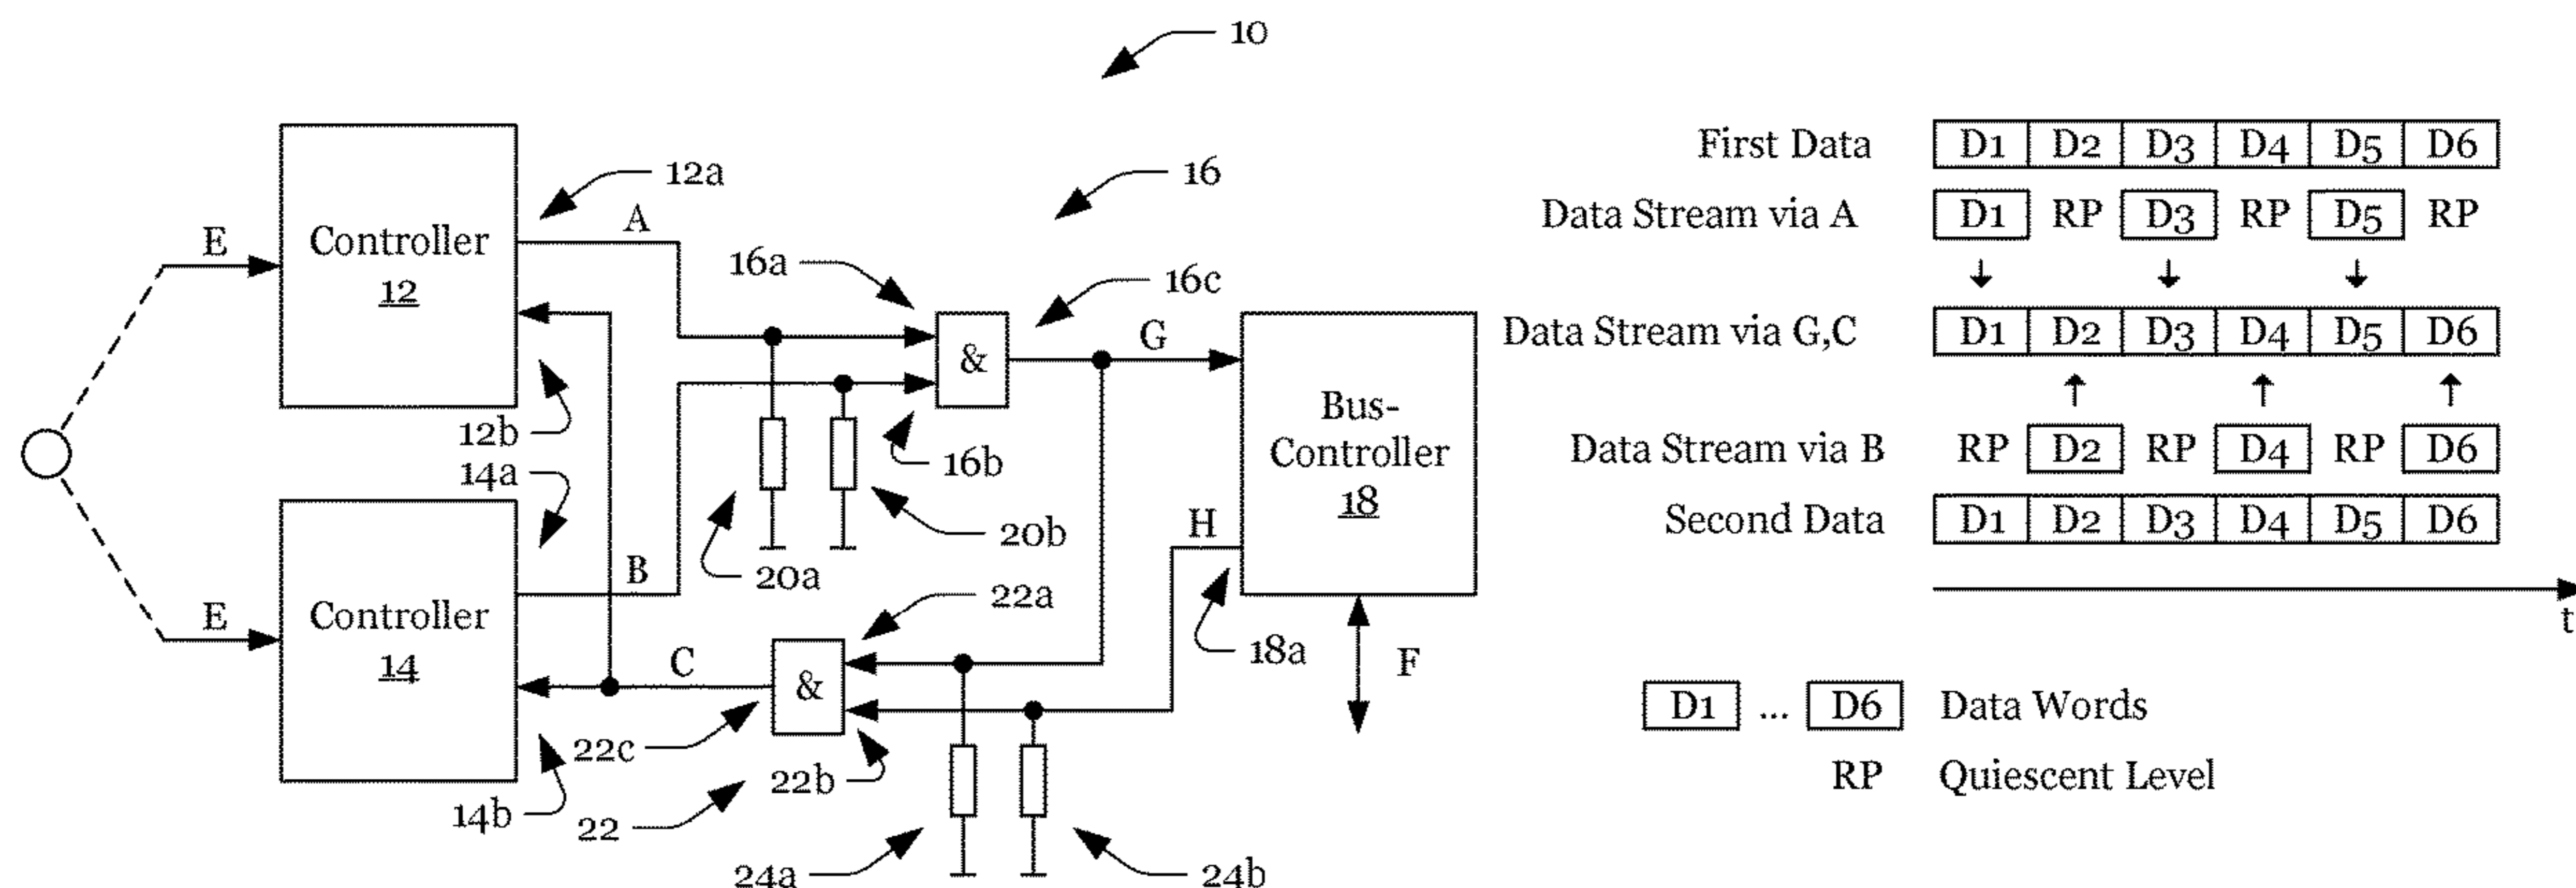 10
12a
16
Controller
12
E
A
16a
16c
&
G
12b
14a
16b
20b
20a
Bus-
Controller
18
H
E
Controller
14
B
22a
18a
F
C
&
22c
22b
14b
22
24a
24b
First Data D1 D2 D3 D4 D5 D6
Data Stream via A D1 RP D3 RP D5 RP
Data Stream via G,C D1 D2 D3 D4 D5 D6
Data Stream via B RP D2 RP D4 RP D6
Second Data D1 D2 D3 D4 D5 D6
t
D1 ... D6 Data Words
RP Quiescent Level